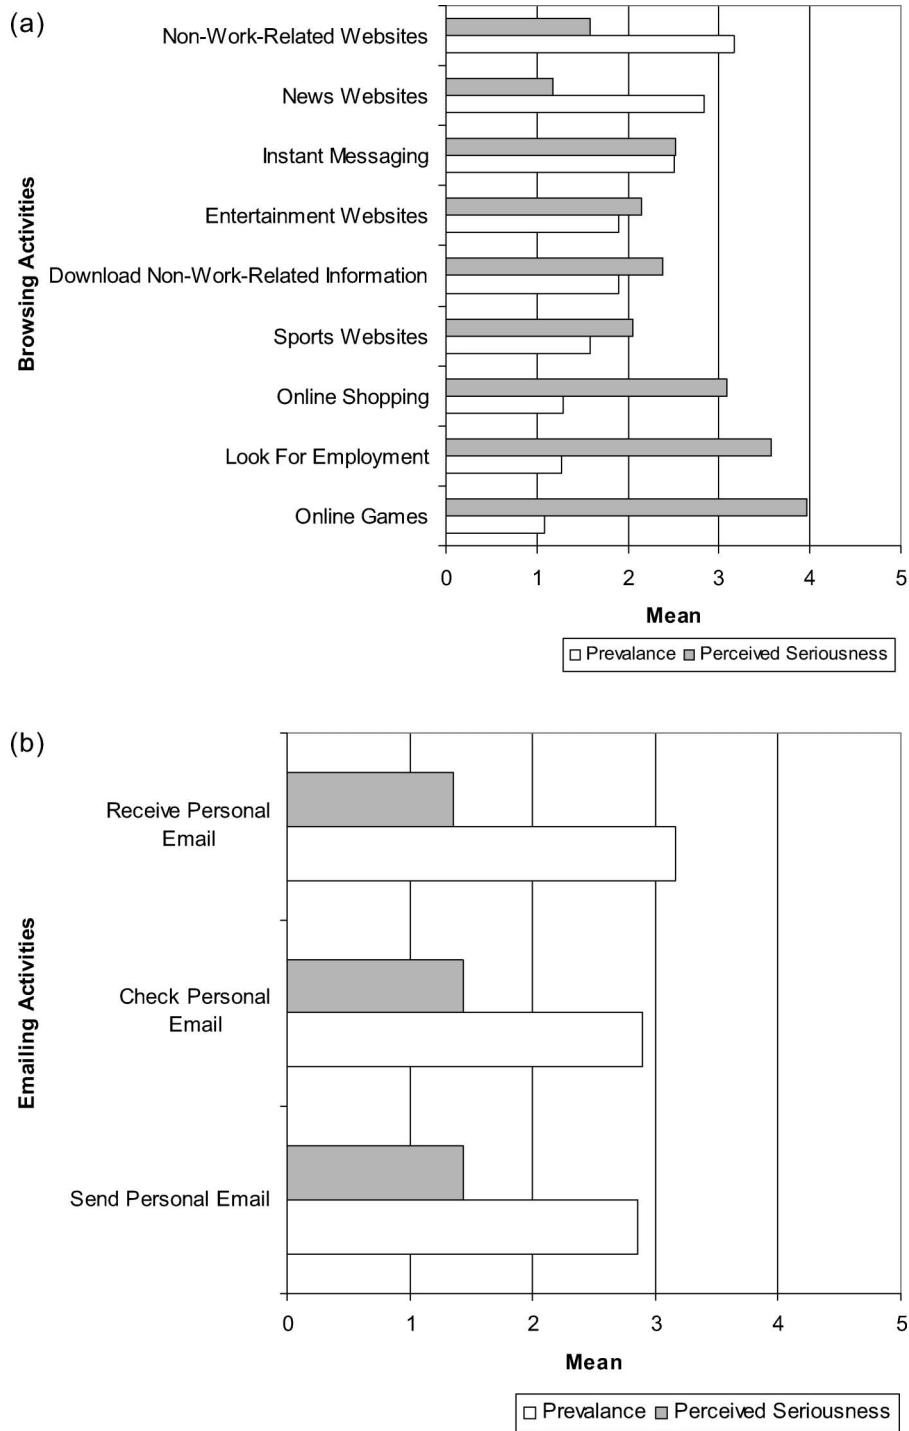 (a)
Non-Work-Related Websites
News Websites
Instant Messaging
Entertainment Websites
Download Non-Work-Related Information
Sports Websites
Online Shopping
Look For Employment
Online Games
Browsing Activities
0 1 2 3 4 5
Mean
Prevalance Perceived Seriousness
(b)
Receive Personal
Email
Check Personal
Email
Send Personal Email
Emailing Activities
0 1 2 3 4 5
Mean
Prevalance Perceived Seriousness